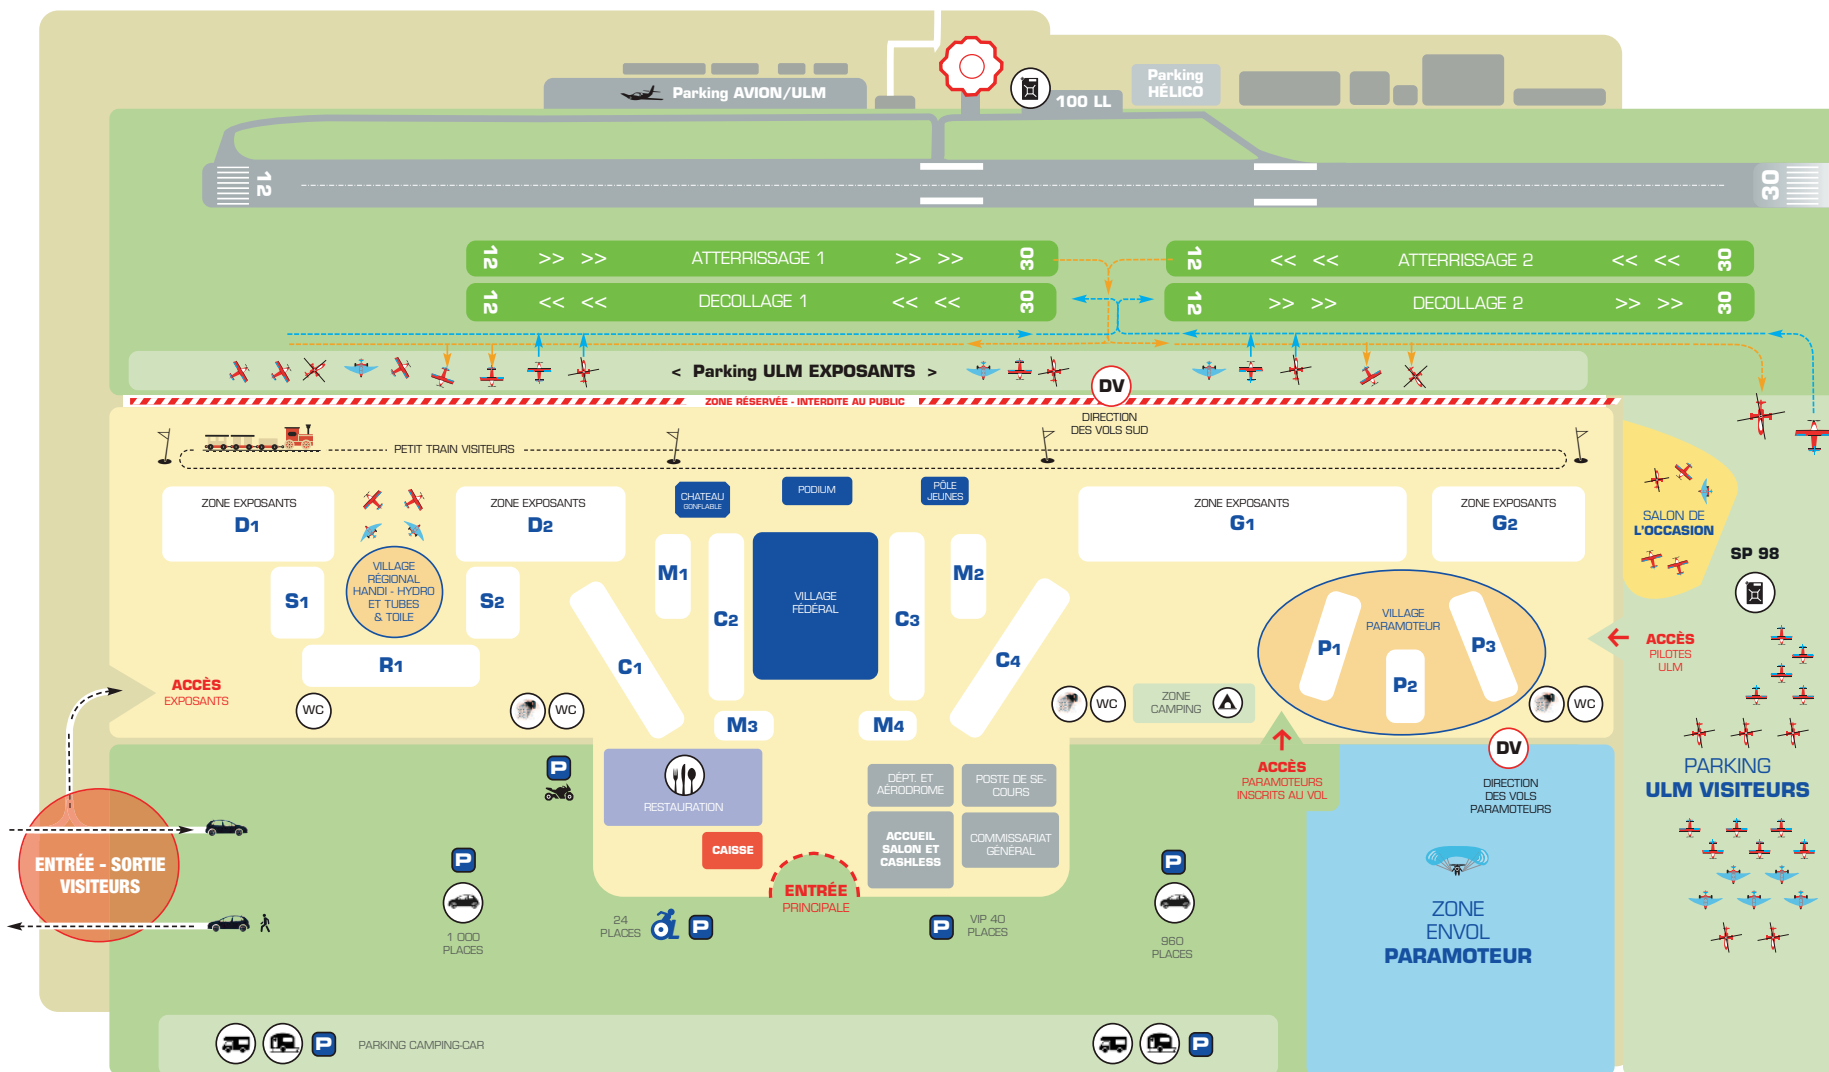 Parking AVION/ULM
100 LL
Parking
HÉLICO
12
30
12 >> >> ATTERRISSAGE 1 >> >> 30
12 << << ATTERRISSAGE 2 << << 30
12 << << DECOLLAGE 1 << << 30
12 >> >> DECOLLAGE 2 >> >> 30
< Parking ULM EXPOSANTS >
DV
ZONE RÉSERVÉE - INTERDITE AU PUBLIC
DIRECTION
DES VOLS SUD
PETIT TRAIN VISITEURS
ZONE EXPOSANTS
D1
ZONE EXPOSANTS
D2
CHATEAU
GONFLABLE
PODIUM
PÔLE
JEUNES
ZONE EXPOSANTS
G1
ZONE EXPOSANTS
G2
SALON DE
L'OCCASION
SP 98
VILLAGE
RÉGIONAL
HANDI - HYDRO
ET TUBES
& TOILE
S1
S2
R1
M1
C2
VILLAGE
FÉDÉRAL
C3
M2
C1
C4
M3
M4
VILLAGE
PARAMOTEUR
P1
P2
P3
ACCÈS
PILOTES
ULM
ACCÈS
EXPOSANTS
WC
WC
WC
WC
ZONE
CAMPING
DV
DIRECTION
DES VOLS
PARAMOTEURS
ACCÈS
PARAMOTEURS
INSCRITS AU VOL
PARKING
ULM VISITEURS
P
RESTAURATION
CAISSE
DÉPT. ET
AÉRODROME
POSTE DE SE-
COURS
ACCUEIL
SALON ET
CASHLESS
COMMISSARIAT
GÉNÉRAL
ENTRÉE
PRINCIPALE
ENTRÉE - SORTIE
VISITEURS
P
1 000
PLACES
24
PLACES
P
P
VIP 40
PLACES
P
960
PLACES
ZONE
ENVOL
PARAMOTEUR
P
PARKING CAMPING-CAR
P